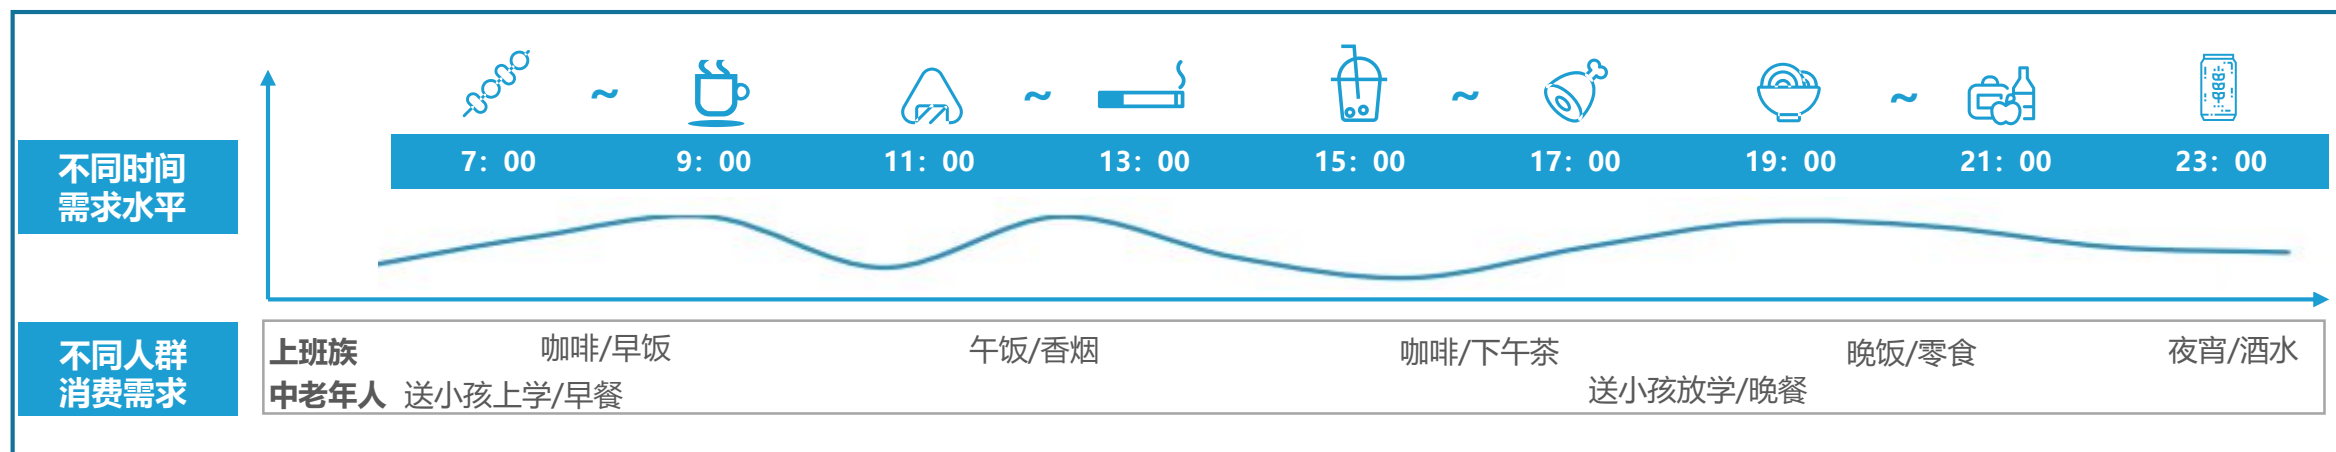 ~ ~ ~ ~
7：00 9：00 11：00 13：00 15：00 17：00 19：00 21：00 23：00
不同时间
需求水平
不同人群
消费需求
上班族 咖啡/早饭 午饭/香烟 咖啡/下午茶 晚饭/零食 夜宵/酒水
中老年人 送小孩上学/早餐 送小孩放学/晚餐